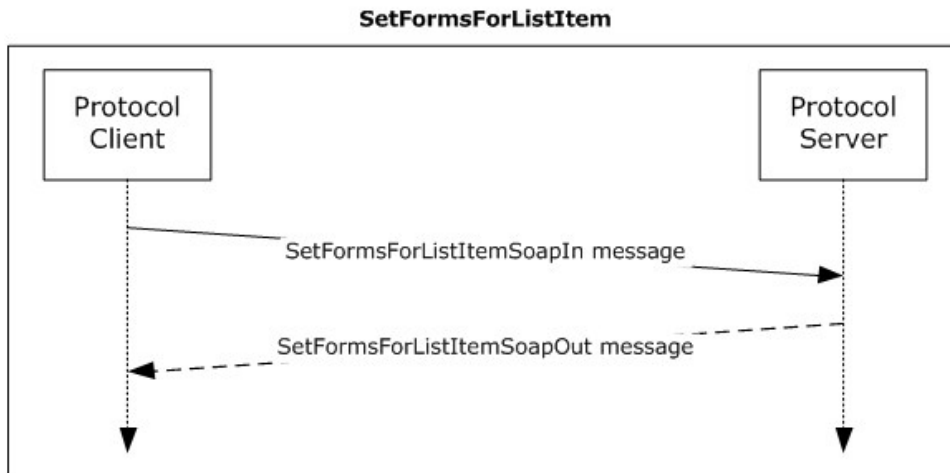 SetFormsForListItem
Protocol
Client
Protocol
Server
SetFormsForListItemSoapIn message
SetFormsForListItemSoapOut message